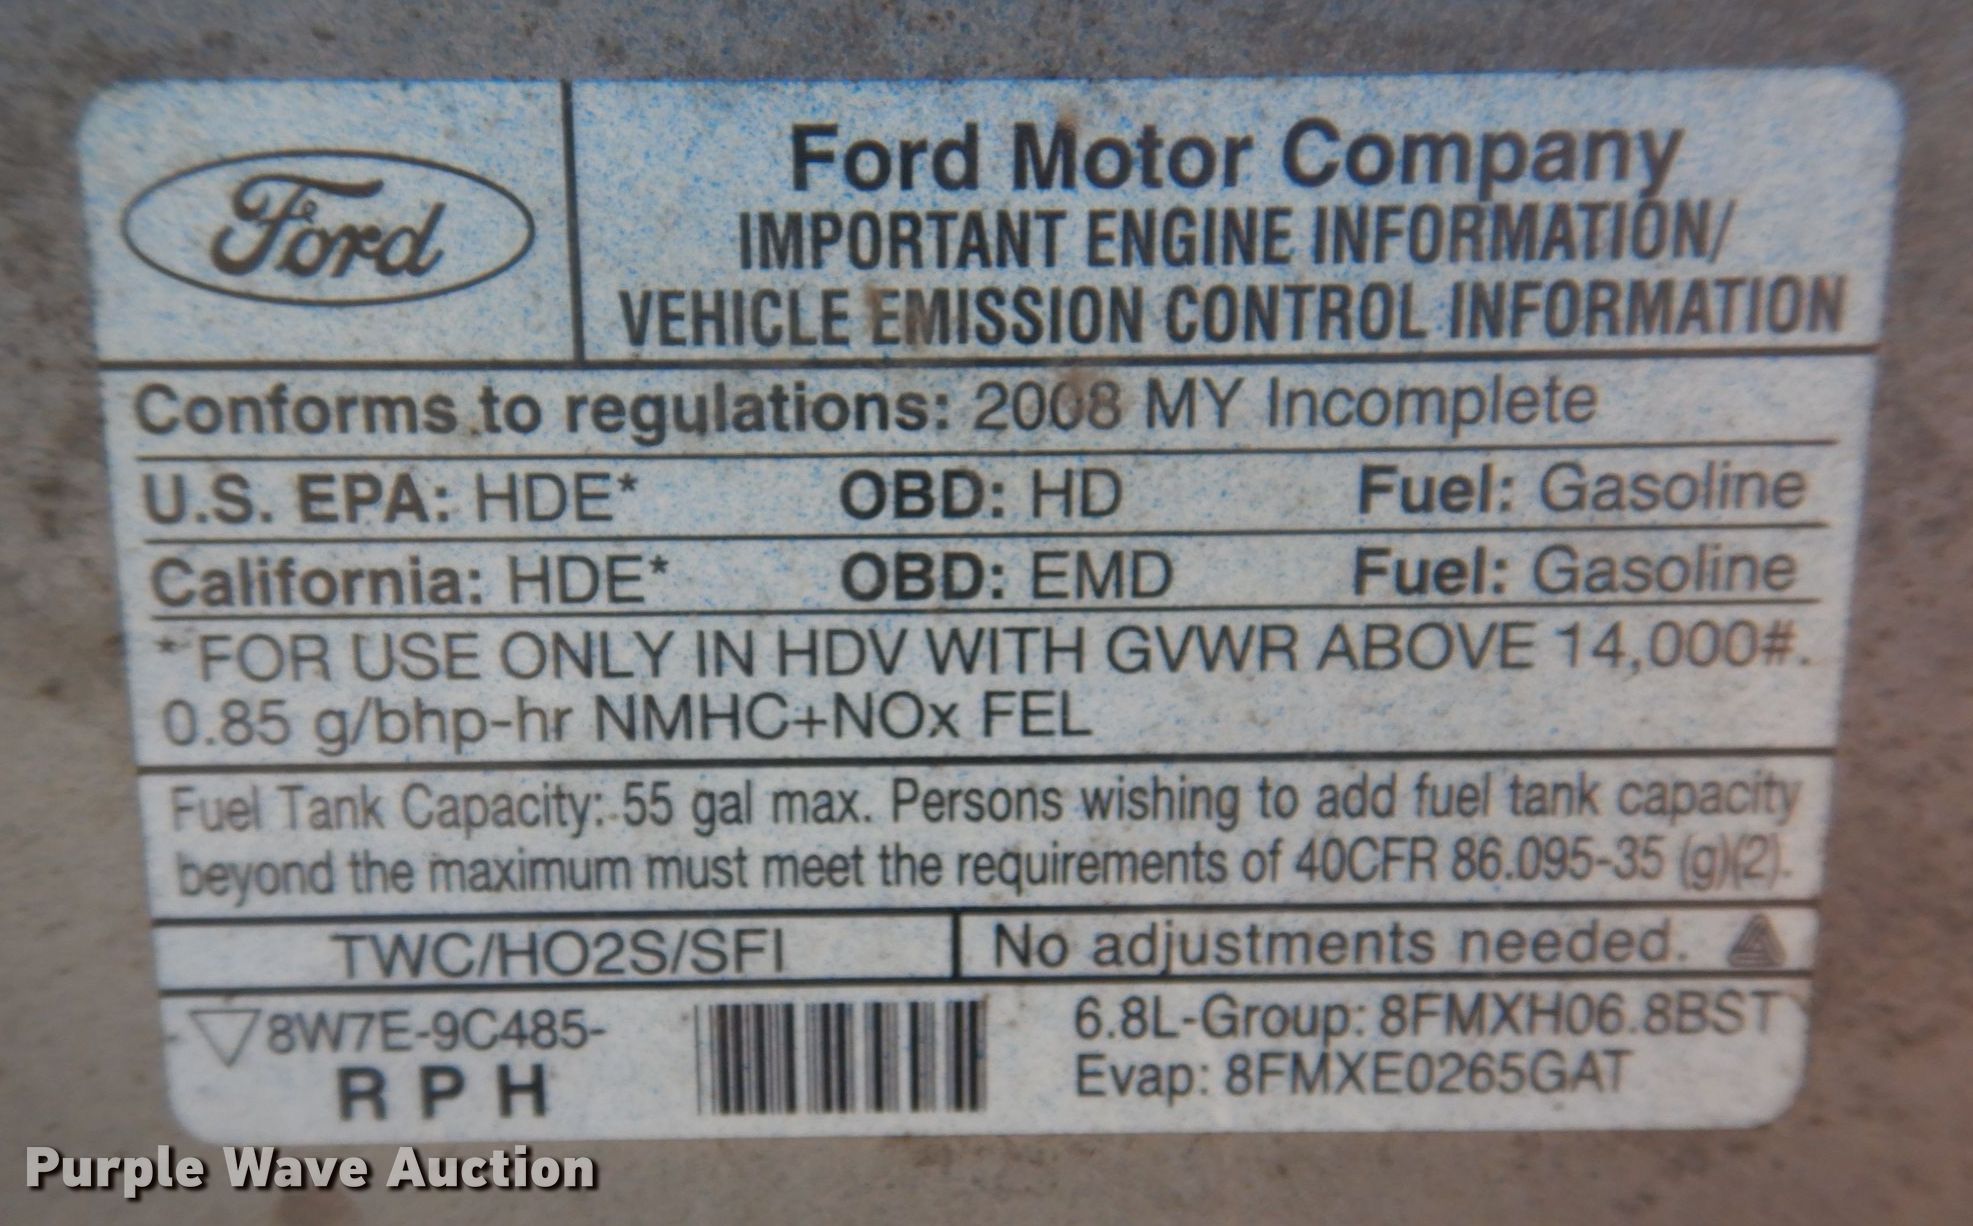 Ford
Ford Motor Company
IMPORTANT ENGINE INFORMATION/
VEHICLE EMISSION CONTROL INFORMATION
Conforms to regulations: 2008 MY Incomplete
U.S. EPA: HDE* OBD: HD Fuel: Gasoline
California: HDE* OBD: EMD Fuel: Gasoline
*FOR USE ONLY IN HDV WITH GVWR ABOVE 14,000#.
0.85 g/bhp-hr NMHC+NOx FEL
Fuel Tank Capacity: 55 gal max. Persons wishing to add fuel tank capacity
beyond the maximum must meet the requirements of 40CFR 86.095-35 (g)(2).
TWC/HO2S/SFI No adjustments needed.
8W7E-9C485-
RPH
6.8L-Group: 8FMXH06.8BST
Evap: 8FMXE0265GAT
Purple Wave Auction